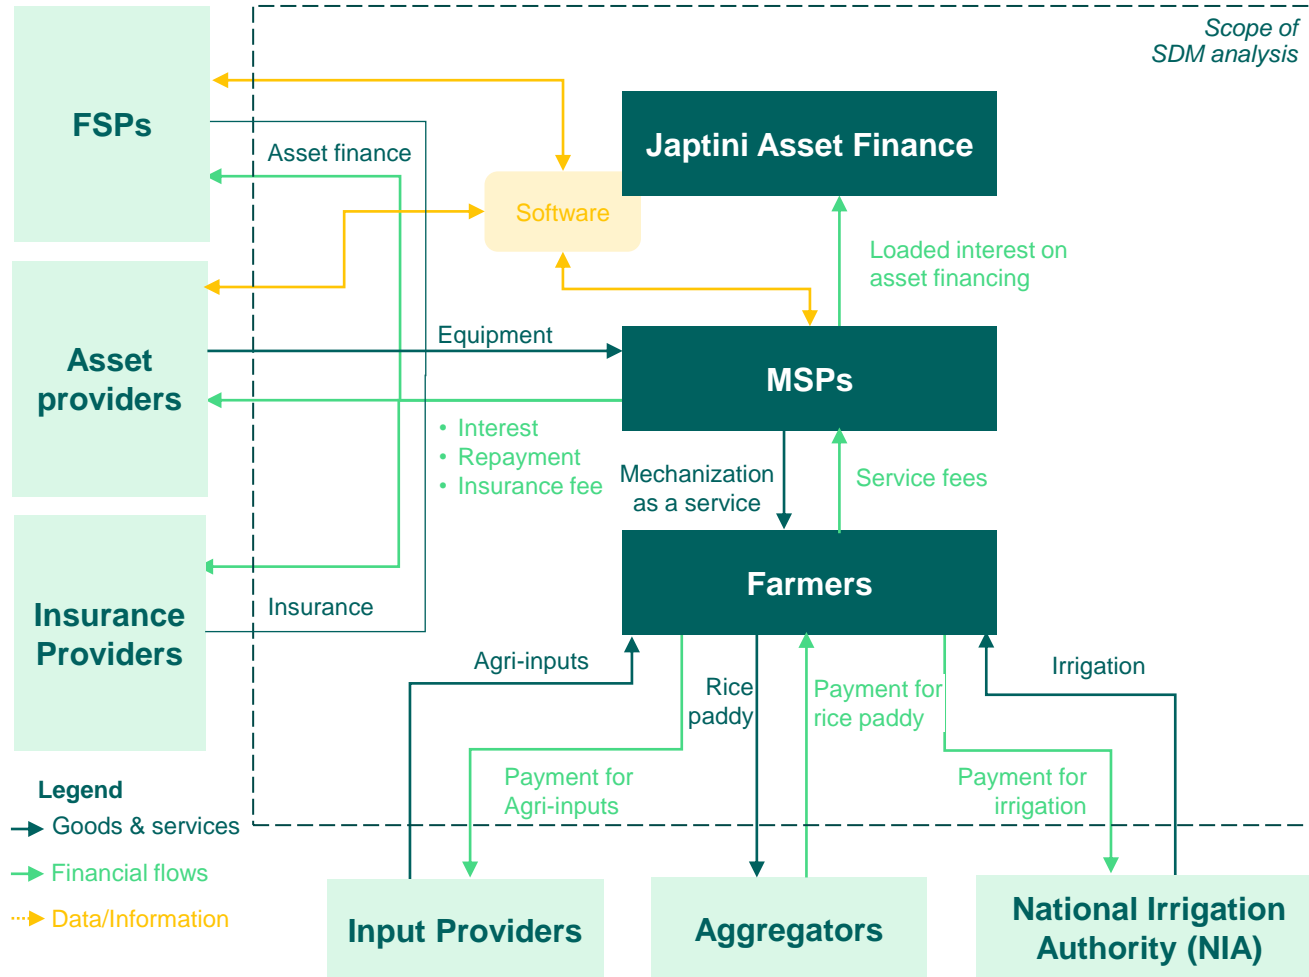 Scope of
SDM analysis
FSPs
Japtini Asset Finance
Asset finance
Software
Loaded interest on
asset financing
Equipment
Asset
providers
MSPs
• Interest
• Repayment
• Insurance fee
Mechanization
as a service
Service fees
Farmers
Insurance
Providers
Insurance
Agri-inputs
Rice
paddy
Payment for
rice paddy
Irrigation
Payment for
Agri-inputs
Payment for
irrigation
Legend
Goods & services
Financial flows
Data/Information
Input Providers
Aggregators
National Irrigation
Authority (NIA)